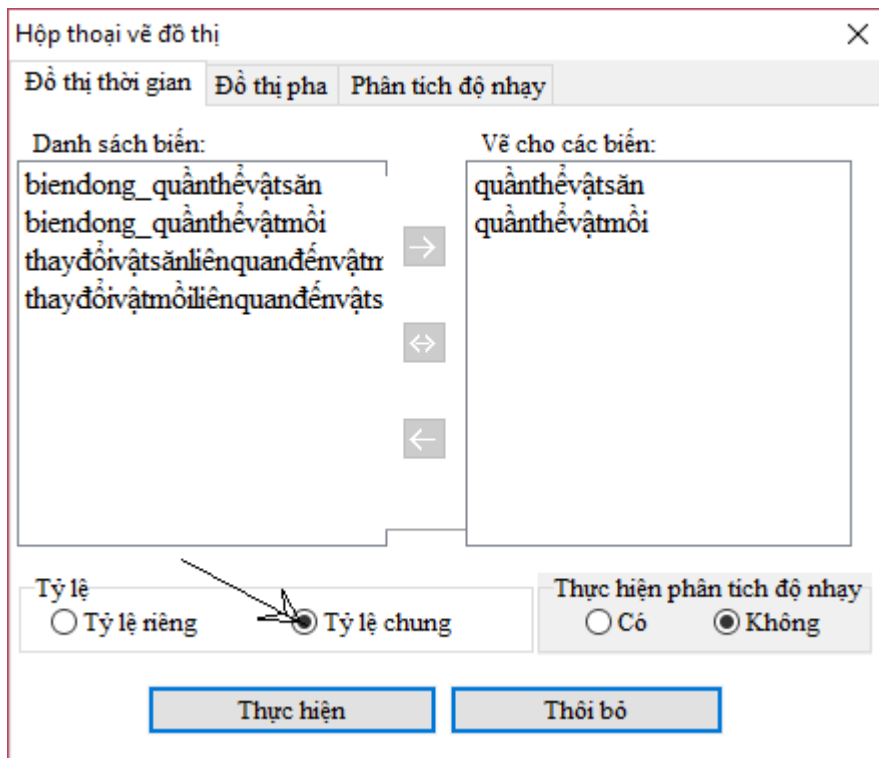 Hộp thoại vẽ đồ thị
Đồ thị thời gian Đồ thị pha Phân tích độ nhạy
Danh sách biến:
biendong_quầnthểvậtsăn
biendong_quầnthểvậtmồi
thayđổivậtsănliênquanđếnvậtm
thayđổivậtmồiliênquanđếnvậts
Vẽ cho các biến:
quầnthểvậtsăn
quầnthểvậtmồi
Tỷ lệ
Tỷ lệ riêng Tỷ lệ chung
Thực hiện phân tích độ nhạy
Có Không
Thực hiện Thôi bỏ